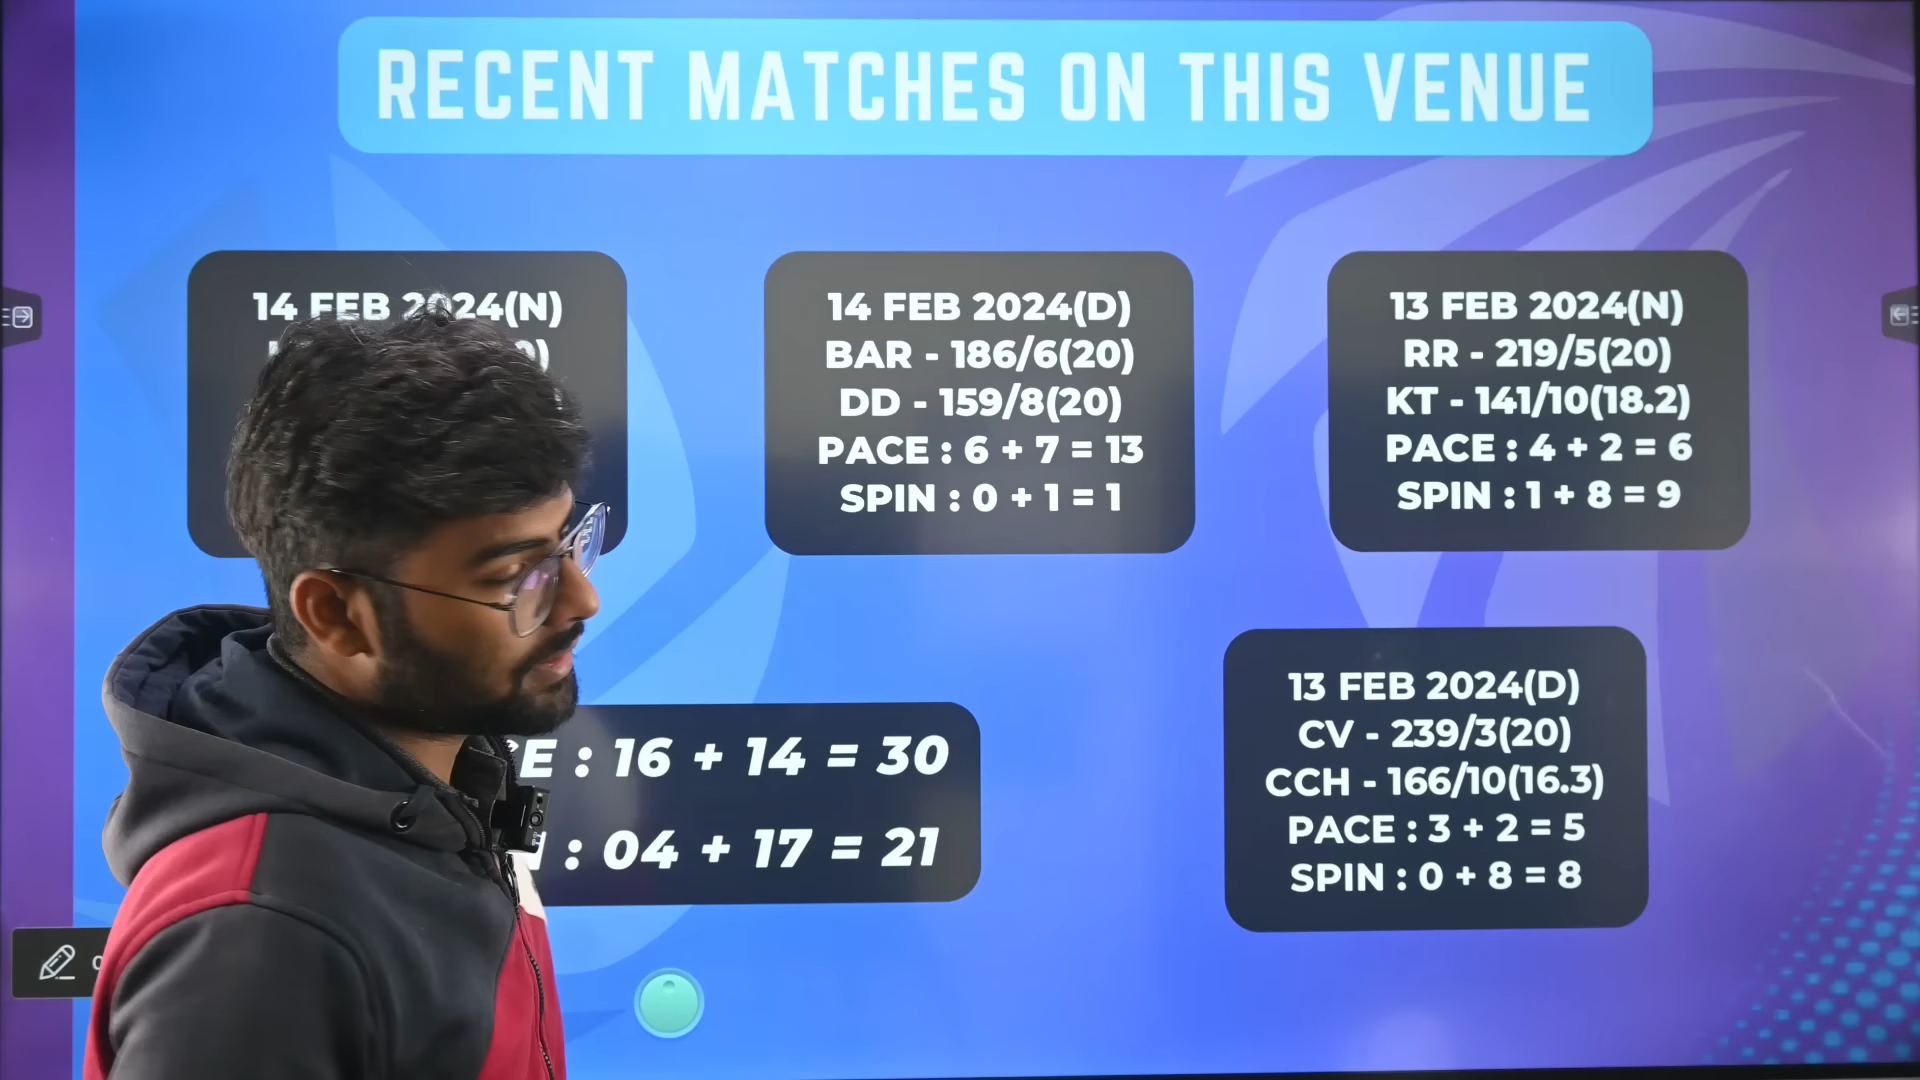 RECENT MATCHES ON THIS VENUE
14 FEB 2024(N)
14 FEB 2024(D)
BAR - 186/6(20)
DD - 159/8(20)
PACE : 6 + 7 = 13
SPIN : 0 + 1 = 1
13 FEB 2024(N)
RR - 219/5(20)
KT - 141/10(18.2)
PACE : 4 + 2 = 6
SPIN : 1 + 8 = 9
: 16 + 14 = 30
: 04 + 17 = 21
13 FEB 2024(D)
CV - 239/3(20)
CCH - 166/10(16.3)
PACE : 3 + 2 = 5
SPIN : 0 + 8 = 8